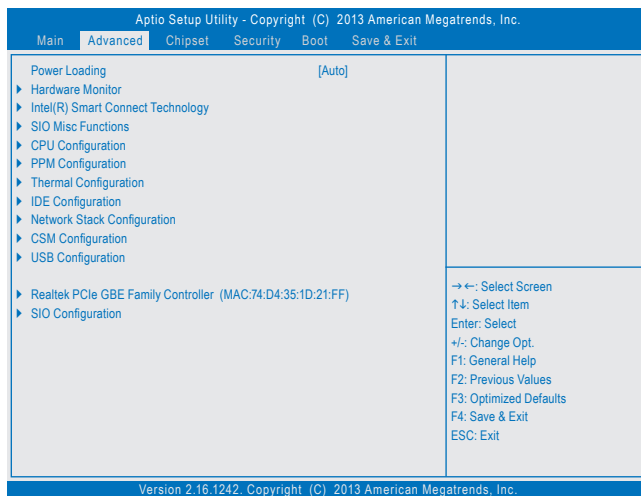 Aptio Setup Utility - Copyright (C) 2013 American Megatrends, Inc.
Main Advanced Chipset Security Boot Save & Exit
Power Loading [Auto]
Hardware Monitor
Intel(R) Smart Connect Technology
SIO Misc Functions
CPU Configuration
PPM Configuration
Thermal Configuration
IDE Configuration
Network Stack Configuration
CSM Configuration
USB Configuration
Realtek PCIe GBE Family Controller (MAC:74:D4:35:1D:21:FF)
SIO Configuration
→←: Select Screen
↑↓: Select Item
Enter: Select
+/-: Change Opt.
F1: General Help
F2: Previous Values
F3: Optimized Defaults
F4: Save & Exit
ESC: Exit
Version 2.16.1242. Copyright (C) 2013 American Megatrends, Inc.